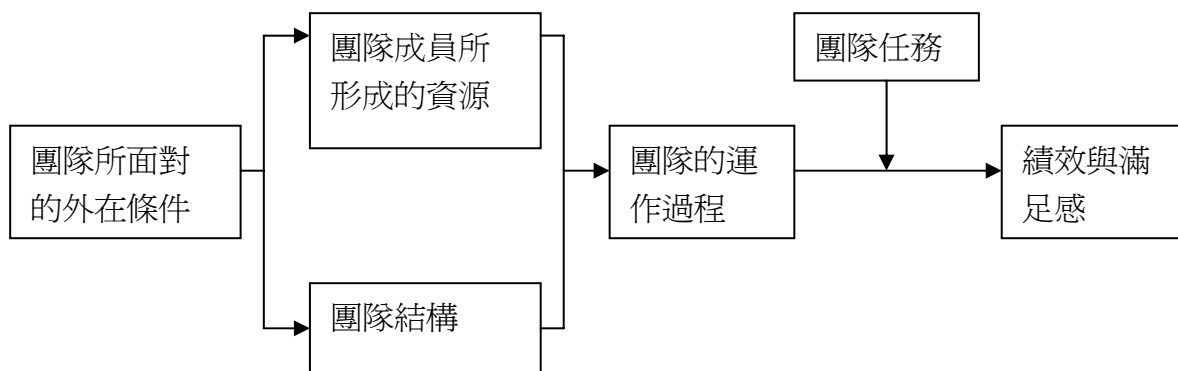 團隊成員所
形成的資源
團隊任務
團隊所面對
的外在條件
團隊的運
作過程
績效與滿
足感
團隊結構